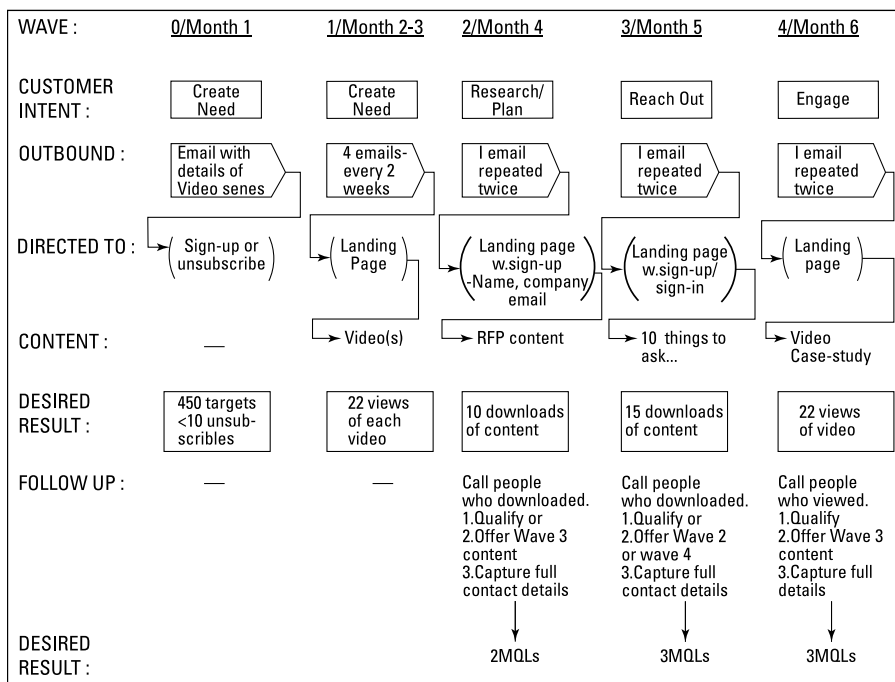 WAVE : 0/Month 1 1/Month 2-3 2/Month 4 3/Month 5 4/Month 6
CUSTOMER
INTENT :
Create
Need
Create
Need
Research/
Plan
Reach Out
Engage
OUTBOUND :
Email with
details of
Video senes
4 emails-
every 2
weeks
I email
repeated
twice
I email
repeated
twice
I email
repeated
twice
DIRECTED TO :
Sign-up or
unsubscribe
Landing
Page
Landing page
w.sign-up
-Name, company
email
Landing page
w.sign-up/
sign-in
Landing
page
CONTENT :
—
Video(s)
RFP content
10 things to
ask...
Video
Case-study
DESIRED
RESULT :
450 targets
<10 unsub-
scribles
22 views
of each
video
10 downloads
of content
15 downloads
of content
22 views
of video
FOLLOW UP :
—
—
Call people
who downloaded.
1.Qualify or
2.Offer Wave 3
content
3.Capture full
contact details
Call people
who downloaded.
1.Qualify or
2.Offer Wave 2
or wave 4
3.Capture full
contact details
Call people
who viewed.
1.Qualify
2.Offer Wave 3
content
3.Capture full
details
DESIRED
RESULT :
2MQLs
3MQLs
3MQLs